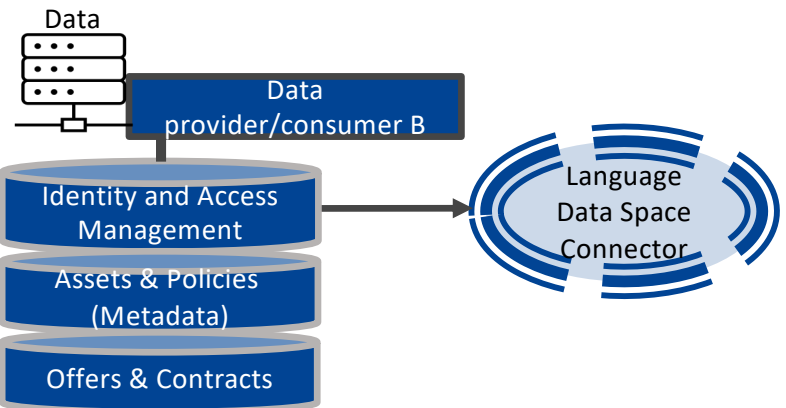 Data
Data
provider/consumer B
Identity and Access
Management
Assets & Policies
(Metadata)
Offers & Contracts
Language
Data Space
Connector